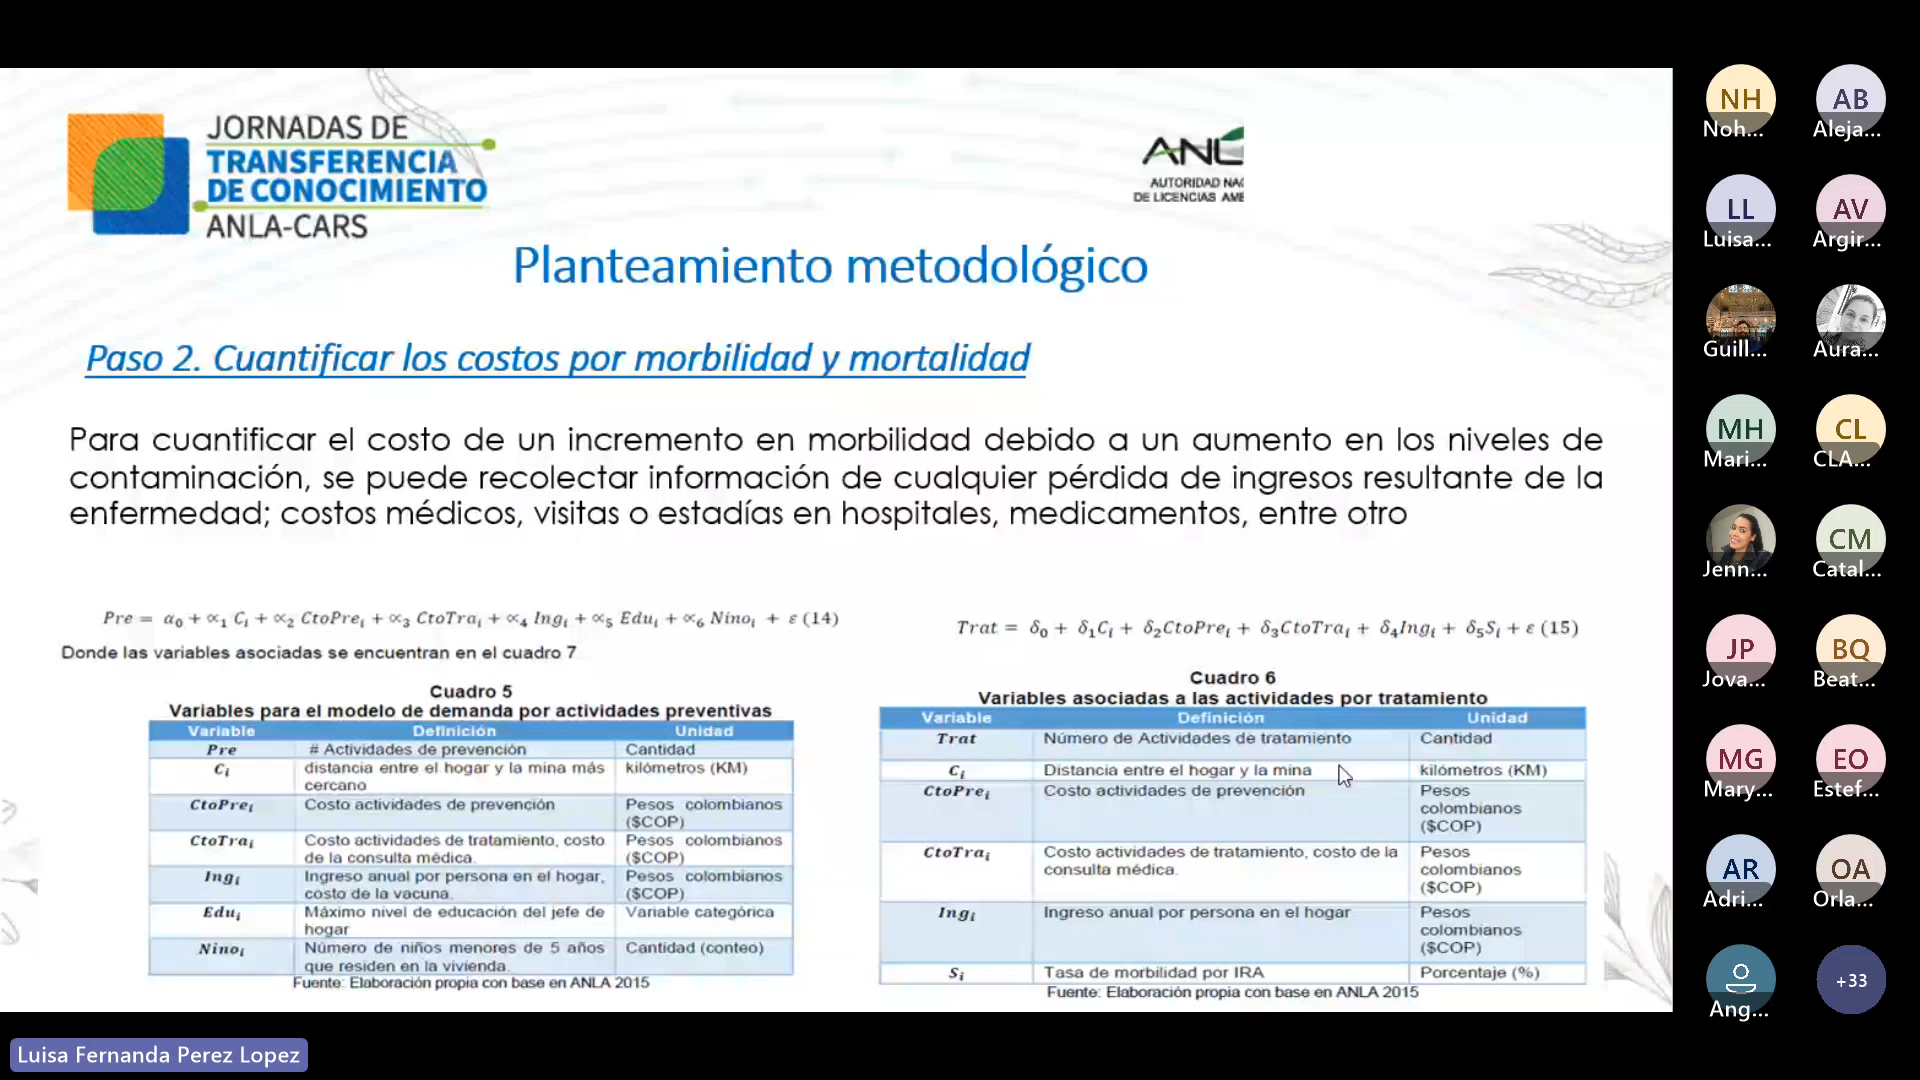 JORNADAS DE
TRANSFERENCIA
DE CONOCIMIENTO
ANLA-CARS
ANL
AUTORIDAD NAC
DE LICENCIAS AMB
Planteamiento metodológico
Paso 2. Cuantificar los costos por morbilidad y mortalidad
Para cuantificar el costo de un incremento en morbilidad debido a un aumento en los niveles de
contaminación, se puede recolectar información de cualquier pérdida de ingresos resultante de la
enfermedad; costos médicos, visitas o estadías en hospitales, medicamentos, entre otro
Pre = α₀ + ∝₁ Cᵢ + ∝₂ CtoPreᵢ + ∝₃ CtoTraᵢ + ∝₄ Ingᵢ + ∝₅ Eduᵢ + ∝₆ Ninoᵢ + ε (14)
Donde las variables asociadas se encuentran en el cuadro 7
Cuadro 5
Variables para el modelo de demanda por actividades preventivas
Variable Definición Unidad
Pre # Actividades de prevención Cantidad
Cᵢ distancia entre el hogar y la mina más kilómetros (KM)
cercano
CtoPreᵢ Costo actividades de prevención Pesos colombianos
($COP)
CtoTraᵢ Costo actividades de tratamiento, costo Pesos colombianos
de la consulta médica. ($COP)
Ingᵢ Ingreso anual por persona en el hogar, Pesos colombianos
costo de la vacuna. ($COP)
Eduᵢ Máximo nivel de educación del jefe de Variable categórica
hogar
Ninoᵢ Número de niños menores de 5 años Cantidad (conteo)
que residen en la vivienda.
Fuente: Elaboración propia con base en ANLA 2015
Trat = δ₀ + δ₁Cᵢ + δ₂CtoPreᵢ + δ₃CtoTraᵢ + δ₄Ingᵢ + δ₅Sᵢ + ε (15)
Cuadro 6
Variables asociadas a las actividades por tratamiento
Variable Definición Unidad
Trat Número de Actividades de tratamiento Cantidad
Cᵢ Distancia entre el hogar y la mina kilómetros (KM)
CtoPreᵢ Costo actividades de prevención Pesos
colombianos
($COP)
CtoTraᵢ Costo actividades de tratamiento, costo de la Pesos
consulta médica. colombianos
($COP)
Ingᵢ Ingreso anual por persona en el hogar Pesos
colombianos
($COP)
Sᵢ Tasa de morbilidad por IRA Porcentaje (%)
Fuente: Elaboración propia con base en ANLA 2015
NH AB
Noh... Aleja...
LL AV
Luisa... Argir...
Guill... Aura...
MH CL
Mari... CLA...
CM
Jenn... Catal...
JP BQ
Jova... Beat...
MG EO
Mary... Estef...
AR OA
Adri... Orla...
+33
Ang...
Luisa Fernanda Perez Lopez